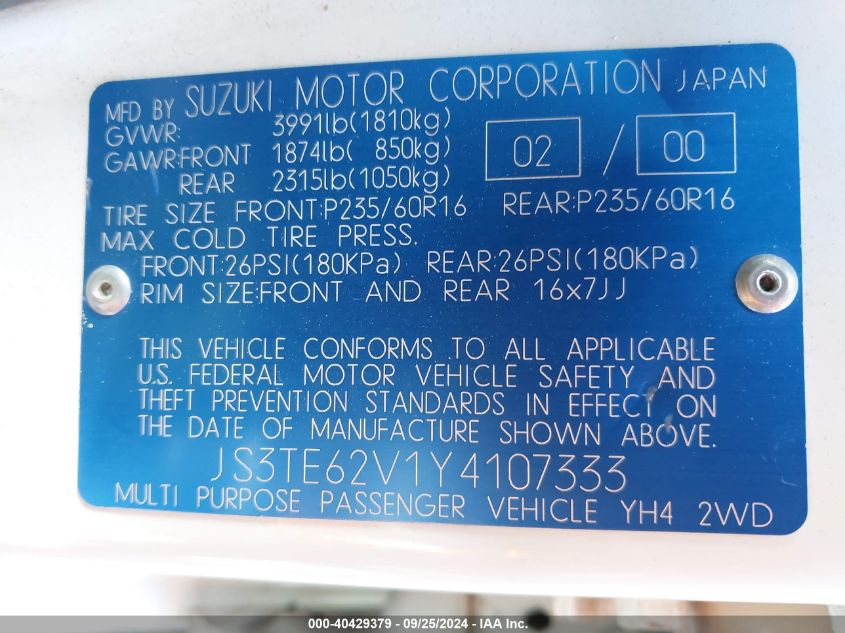 MFD BY SUZUKI MOTOR CORPORATION JAPAN
GVWR: 3991lb(1810kg)
GAWR:FRONT 1874lb( 850kg) 02 / 00
REAR 2315lb(1050kg)
TIRE SIZE FRONT:P235/60R16 REAR:P235/60R16
MAX COLD TIRE PRESS.
FRONT:26PSI(180KPa) REAR:26PSI(180KPa)
RIM SIZE:FRONT AND REAR 16x7JJ
THIS VEHICLE CONFORMS TO ALL APPLICABLE
U.S. FEDERAL MOTOR VEHICLE SAFETY AND
THEFT PREVENTION STANDARDS IN EFFECT ON
THE DATE OF MANUFACTURE SHOWN ABOVE.
JS3TE62V1Y4107333
MULTI PURPOSE PASSENGER VEHICLE YH4 2WD
000-40429379 - 09/25/2024 - IAA Inc.